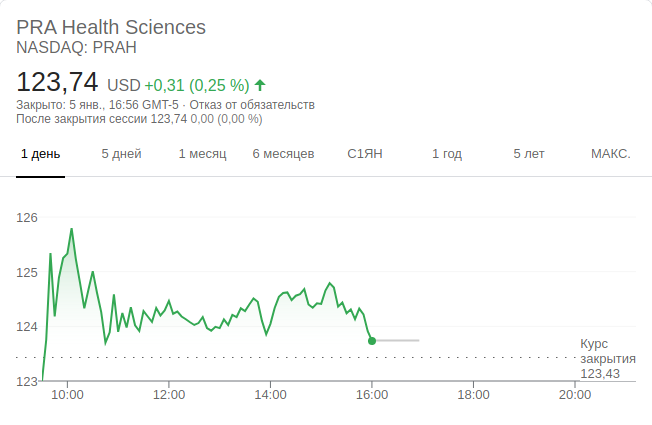 PRA Health Sciences
NASDAQ: PRAH
123,74 USD +0,31 (0,25 %)
Закрыто: 5 янв., 16:56 GMT-5 · Отказ от обязательств
После закрытия сессии 123,74 0,00 (0,00 %)
1 день 5 дней 1 месяц 6 месяцев С1ЯН 1 год 5 лет МАКС.
126
125
124
Курс
закрытия
123,43
123
10:00 12:00 14:00 16:00 18:00 20:00